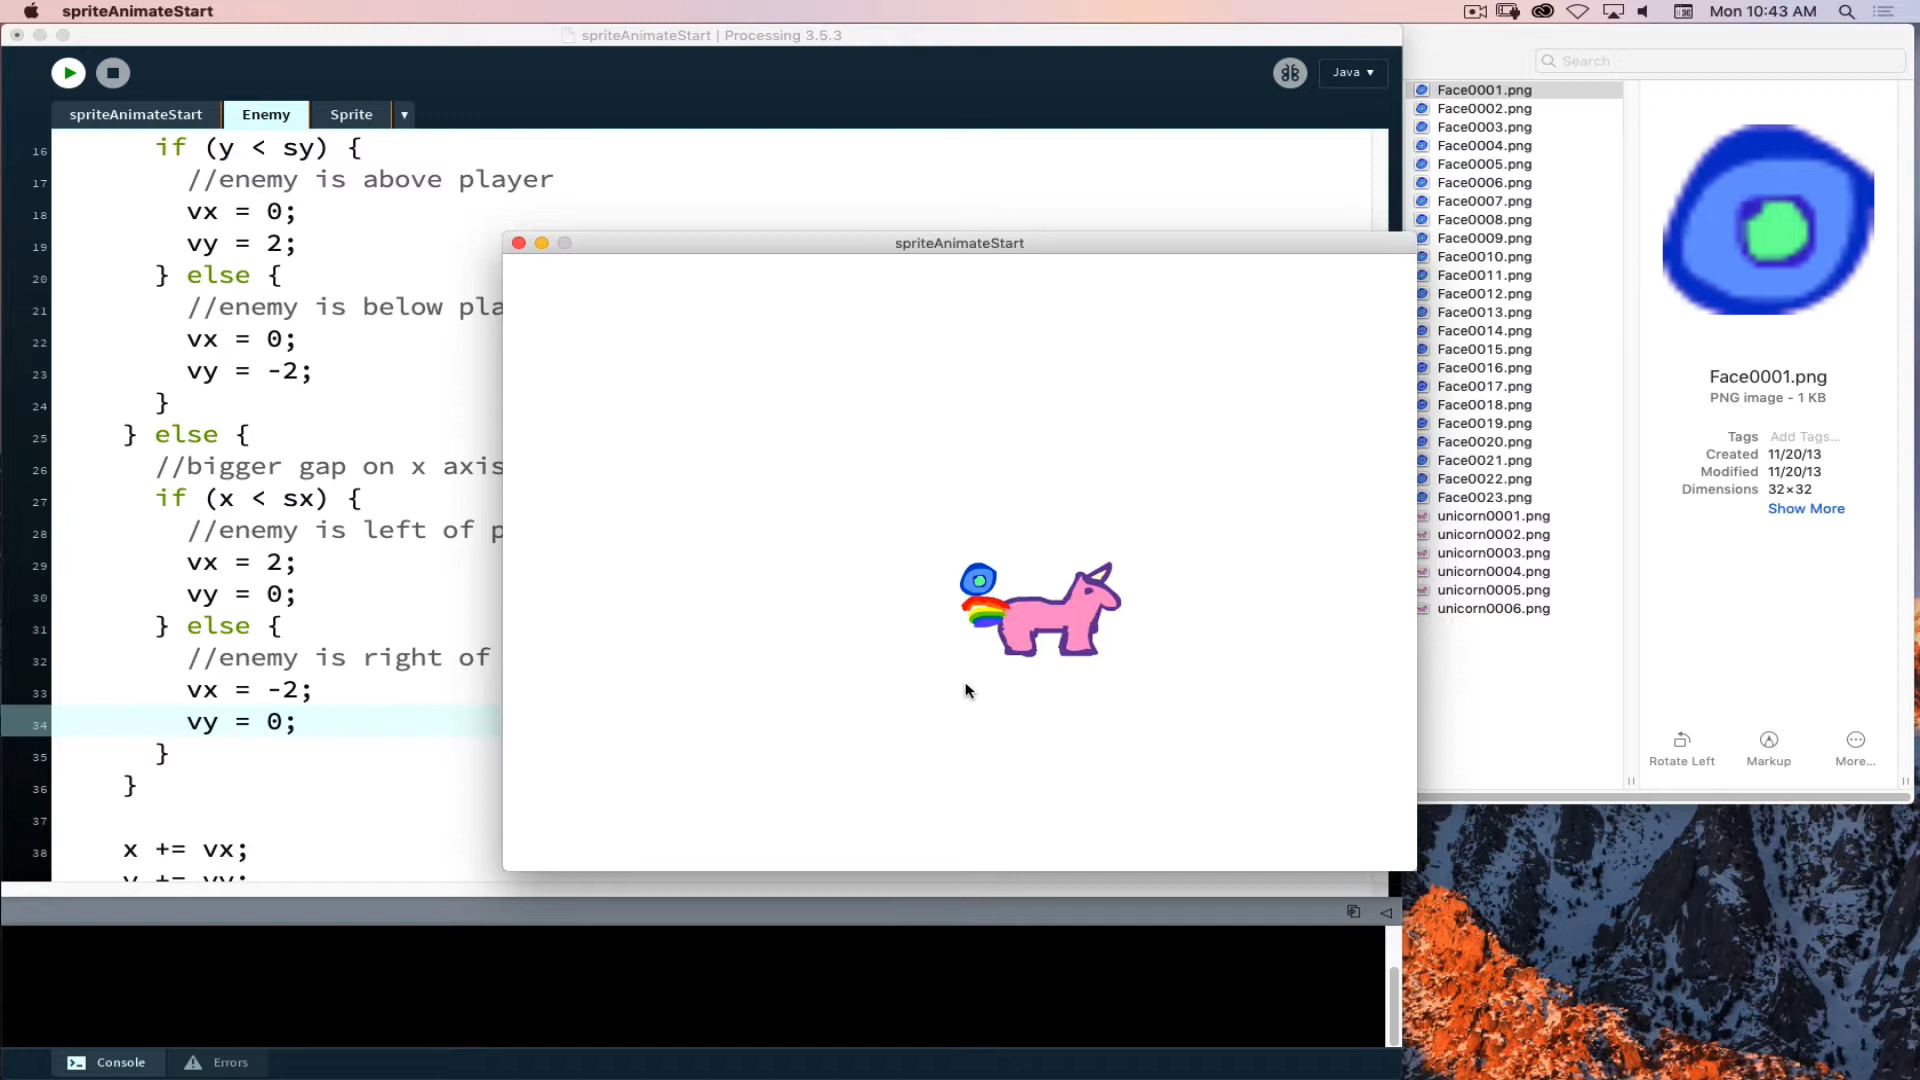 spriteAnimateStart
Mon 10:43 AM
spriteAnimateStart | Processing 3.5.3
Java ▾
spriteAnimateStart
Enemy
Sprite
▾
16 if (y < sy) {
17 //enemy is above player
18 vx = 0;
19 vy = 2;
20 } else {
21 //enemy is below pla
22 vx = 0;
23 vy = -2;
24 }
25 } else {
26 //bigger gap on x axis
27 if (x < sx) {
28 //enemy is left of p
29 vx = 2;
30 vy = 0;
31 } else {
32 //enemy is right of
33 vx = -2;
34 vy = 0;
35 }
36 }
37
38 x += vx;
y += vy;
Console
Errors
spriteAnimateStart
Search
Face0001.png
Face0002.png
Face0003.png
Face0004.png
Face0005.png
Face0006.png
Face0007.png
Face0008.png
Face0009.png
Face0010.png
Face0011.png
Face0012.png
Face0013.png
Face0014.png
Face0015.png
Face0016.png
Face0017.png
Face0018.png
Face0019.png
Face0020.png
Face0021.png
Face0022.png
Face0023.png
unicorn0001.png
unicorn0002.png
unicorn0003.png
unicorn0004.png
unicorn0005.png
unicorn0006.png
Face0001.png
PNG image - 1 KB
Tags Add Tags...
Created 11/20/13
Modified 11/20/13
Dimensions 32×32
Show More
Rotate Left
Markup
More...